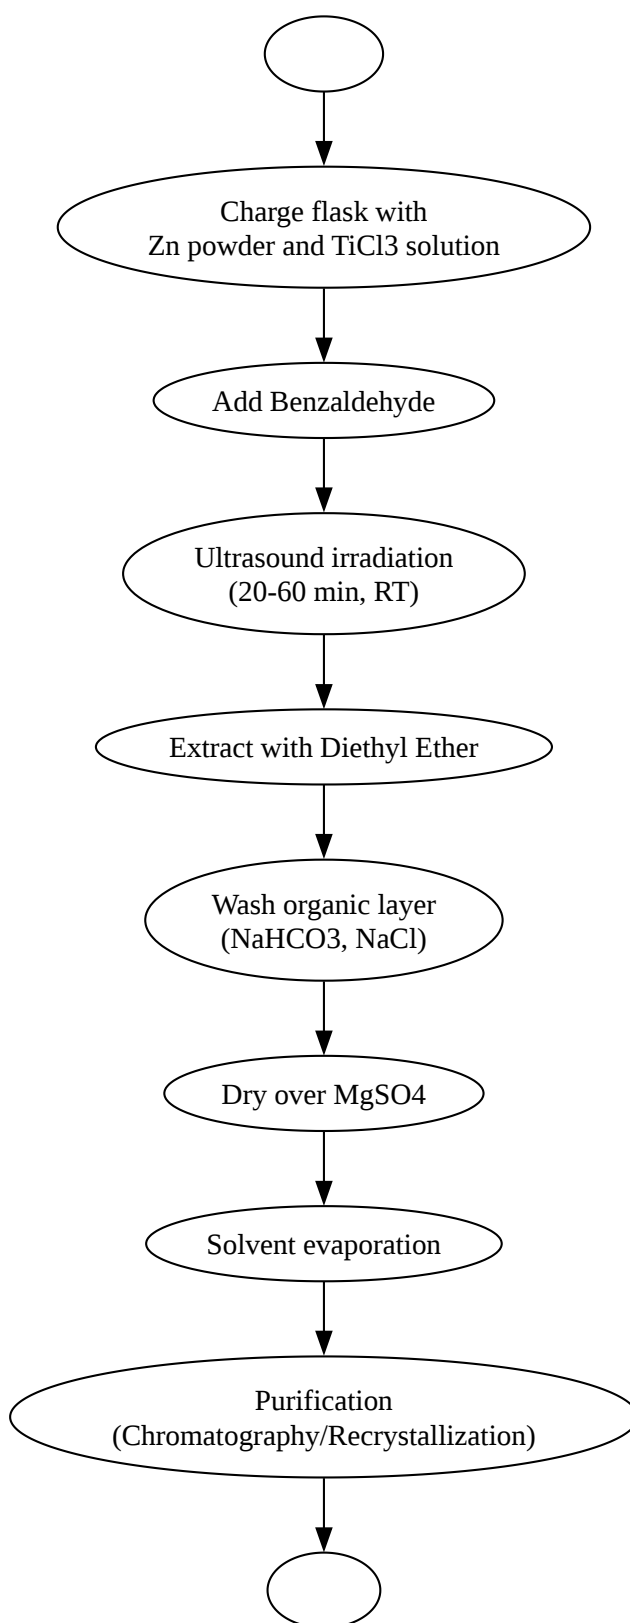 Charge flask with
Zn powder and TiCl3 solution
Add Benzaldehyde
Ultrasound irradiation
(20-60 min, RT)
Extract with Diethyl Ether
Wash organic layer
(NaHCO3, NaCl)
Dry over MgSO4
Solvent evaporation
Purification
(Chromatography/Recrystallization)